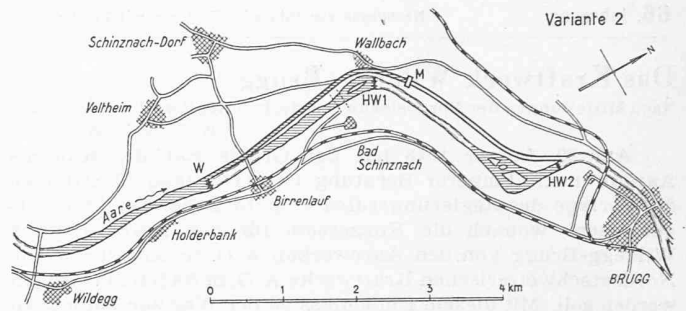 Variante 2
Schinznach-Dorf
Wallbach
N
M
HW1
Veltheim
W
Bad
Schinznach
HW2
Aare
Birrenlauf
Holderbank
Wildegg
BRUGG
0 1 2 3 4 km